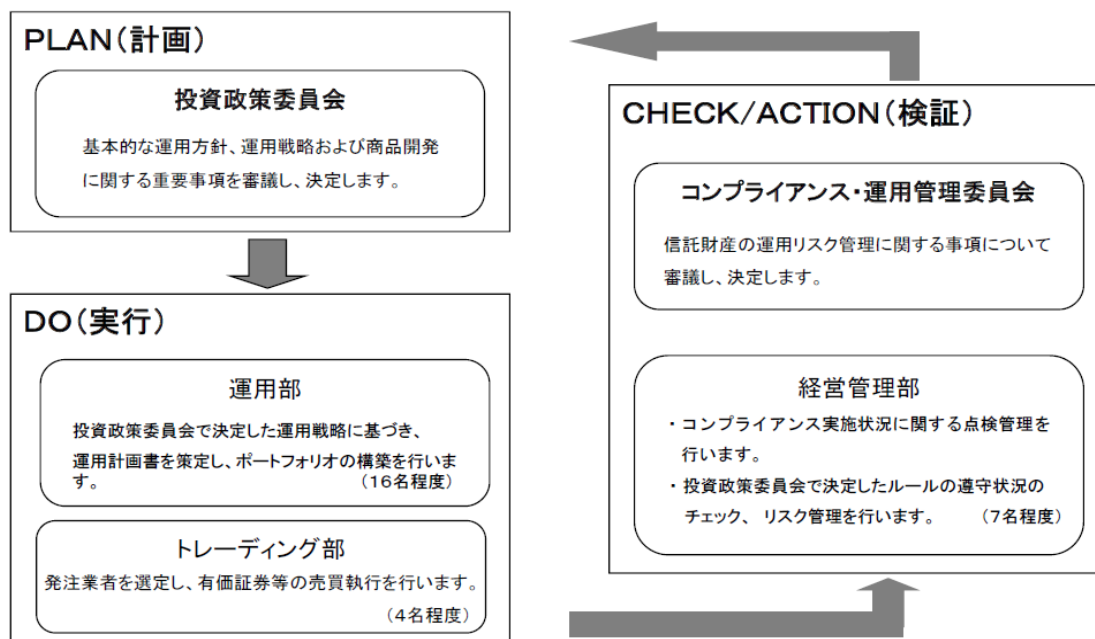 PLAN(計画)
投資政策委員会
基本的な運用方針、運用戦略および商品開発
に関する重要事項を審議し、決定します。
DO(実行)
運用部
投資政策委員会で決定した運用戦略に基づき、
運用計画書を策定し、ポートフォリオの構築を行いま
す。 (16名程度)
トレーディング部
発注業者を選定し、有価証券等の売買執行を行います。
(4名程度)
CHECK/ACTION(検証)
コンプライアンス・運用管理委員会
信託財産の運用リスク管理に関する事項について
審議し、決定します。
経営管理部
・コンプライアンス実施状況に関する点検管理を
行います。
・投資政策委員会で決定したルールの遵守状況の
チェック、 リスク管理を行います。 (7名程度)